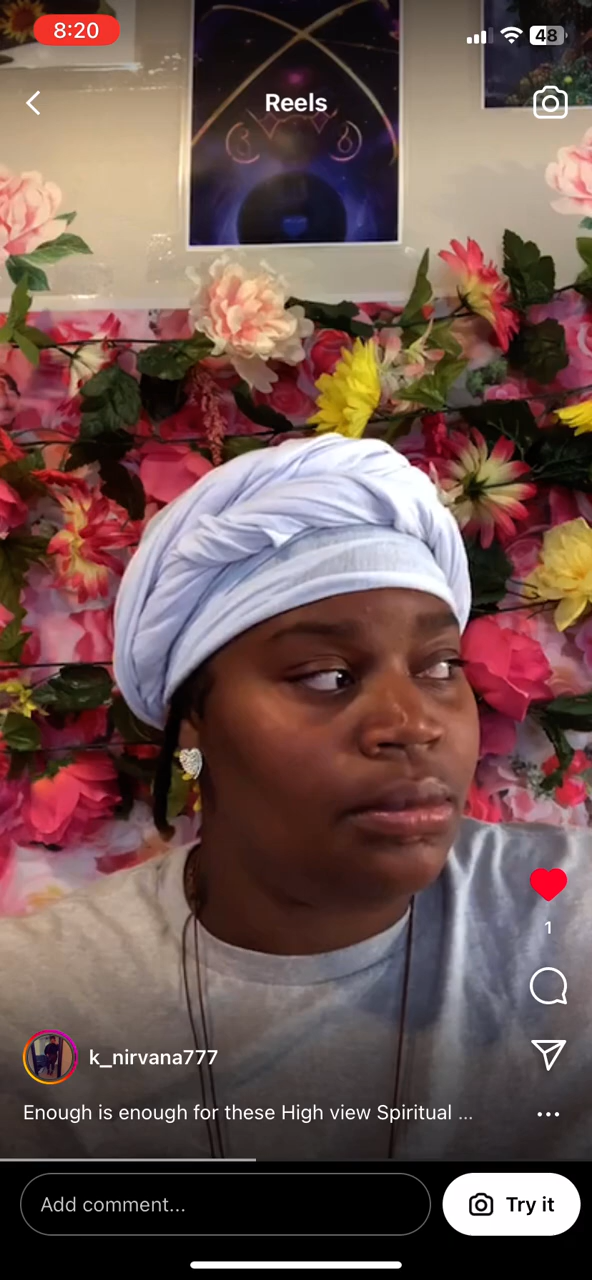 8:20
48
Reels
1
k_nirvana777
Enough is enough for these High view Spiritual ...
Add comment...
Try it